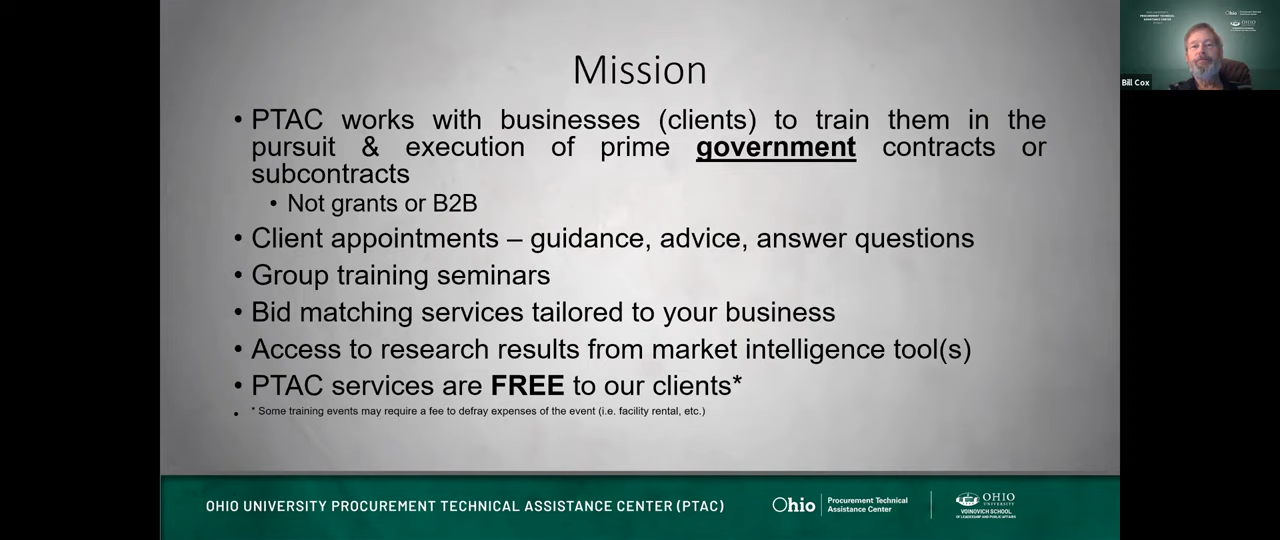 Mission
• PTAC works with businesses (clients) to train them in the
pursuit & execution of prime government contracts or
subcontracts
• Not grants or B2B
• Client appointments – guidance, advice, answer questions
• Group training seminars
• Bid matching services tailored to your business
• Access to research results from market intelligence tool(s)
• PTAC services are FREE to our clients*
• * Some training events may require a fee to defray expenses of the event (i.e. facility rental, etc.)
OHIO UNIVERSITY PROCUREMENT TECHNICAL ASSISTANCE CENTER (PTAC)
Ohio
Procurement Technical
Assistance Center
OHIO
UNIVERSITY
VOINOVICH SCHOOL
OF LEADERSHIP AND PUBLIC AFFAIRS
Bill Cox